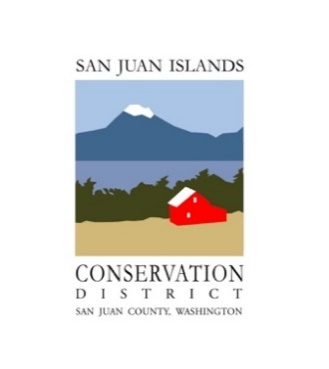 SAN JUAN ISLANDS
CONSERVATION
DISTRICT
SAN JUAN COUNTY, WASHINGTON